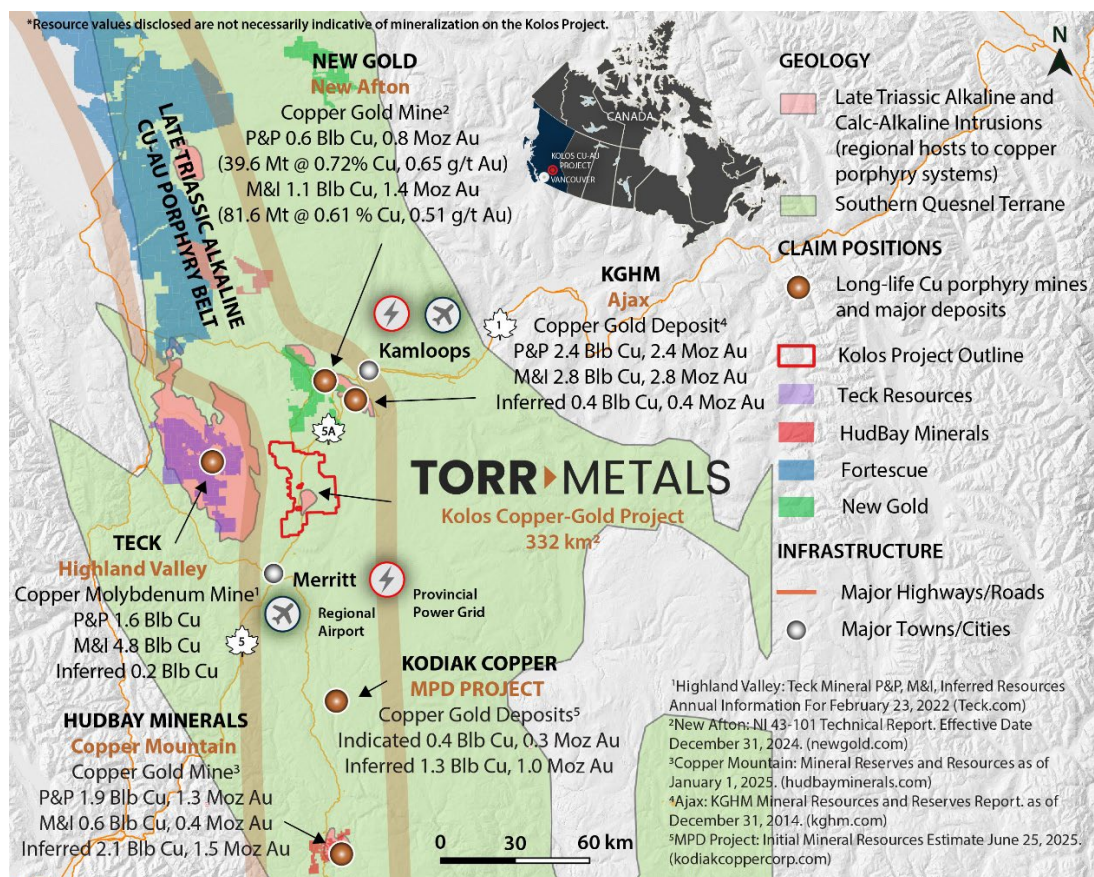 *Resource values disclosed are not necessarily indicative of mineralization on the Kolos Project.
NEW GOLD
New Afton
Copper Gold Mine²
P&P 0.6 Blb Cu, 0.8 Moz Au
(39.6 Mt @ 0.72% Cu, 0.65 g/t Au)
M&I 1.1 Blb Cu, 1.4 Moz Au
(81.6 Mt @ 0.61 % Cu, 0.51 g/t Au)
LATE TRIASSIC ALKALINE
CU-AU PORPHYRY BELT
CANADA
KOLOS CU-AU
PROJECT
VANCOUVER
N
KGHM
Ajax
Copper Gold Deposit⁴
P&P 2.4 Blb Cu, 2.4 Moz Au
M&I 2.8 Blb Cu, 2.8 Moz Au
Inferred 0.4 Blb Cu, 0.4 Moz Au
Kamloops
1
5A
TORR METALS
Kolos Copper-Gold Project
332 km²
TECK
Highland Valley
Copper Molybdenum Mine¹
P&P 1.6 Blb Cu
M&I 4.8 Blb Cu
Inferred 0.2 Blb Cu
Merritt
Regional
Airport
Provincial
Power Grid
5
KODIAK COPPER
MPD PROJECT
Copper Gold Deposits⁵
Indicated 0.4 Blb Cu, 0.3 Moz Au
Inferred 1.3 Blb Cu, 1.0 Moz Au
HUDBAY MINERALS
Copper Mountain
Copper Gold Mine³
P&P 1.9 Blb Cu, 1.3 Moz Au
M&I 0.6 Blb Cu, 0.4 Moz Au
Inferred 2.1 Blb Cu, 1.5 Moz Au
0 30 60 km
GEOLOGY
Late Triassic Alkaline and
Calc-Alkaline Intrusions
(regional hosts to copper
porphyry systems)
Southern Quesnel Terrane
CLAIM POSITIONS
Long-life Cu porphyry mines
and major deposits
Kolos Project Outline
Teck Resources
HudBay Minerals
Fortescue
New Gold
INFRASTRUCTURE
Major Highways/Roads
Major Towns/Cities
¹Highland Valley: Teck Mineral P&P, M&I, Inferred Resources
Annual Information For February 23, 2022 (Teck.com)
²New Afton: NI 43-101 Technical Report. Effective Date
December 31, 2024. (newgold.com)
³Copper Mountain: Mineral Reserves and Resources as of
January 1, 2025. (hudbayminerals.com)
⁴Ajax: KGHM Mineral Resources and Reserves Report. as of
December 31, 2014. (kghm.com)
⁵MPD Project: Initial Mineral Resources Estimate June 25, 2025.
(kodiakcoppercorp.com)